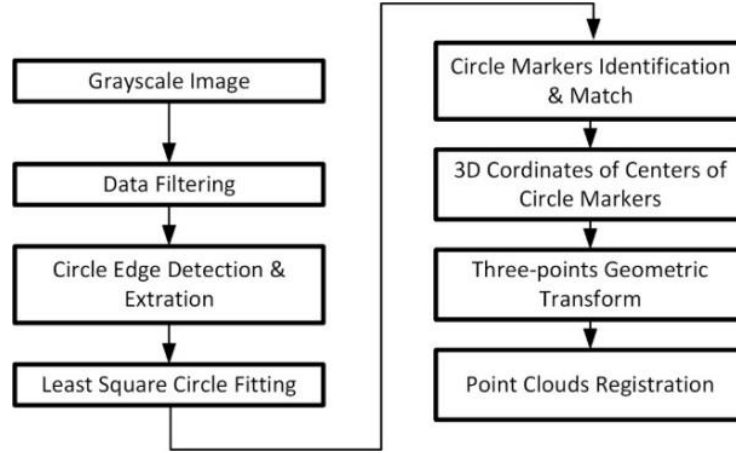 Grayscale Image
Data Filtering
Circle Edge Detection &
Extration
Least Square Circle Fitting
Circle Markers Identification
& Match
3D Cordinates of Centers of
Circle Markers
Three-points Geometric
Transform
Point Clouds Registration